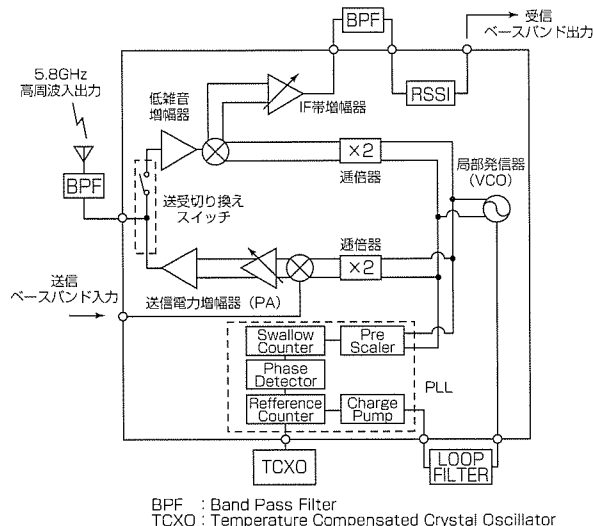 BPF
受信
ベースバンド出力
5.8GHz
高周波入出力
低雑音
増幅器
IF帯増幅器
RSSI
×2
逓倍器
局部発信器
(VCO)
BPF
送受切り換え
スイッチ
逓倍器
×2
送信
ベースバンド入力
送信電力増幅器（PA）
Swallow
Counter
Pre
Scaler
Phase
Detector
PLL
Refference
Counter
Charge
Pump
TCXO
LOOP
FILTER
BPF : Band Pass Filter
TCXO : Temperature Compensated Crystal Oscillator